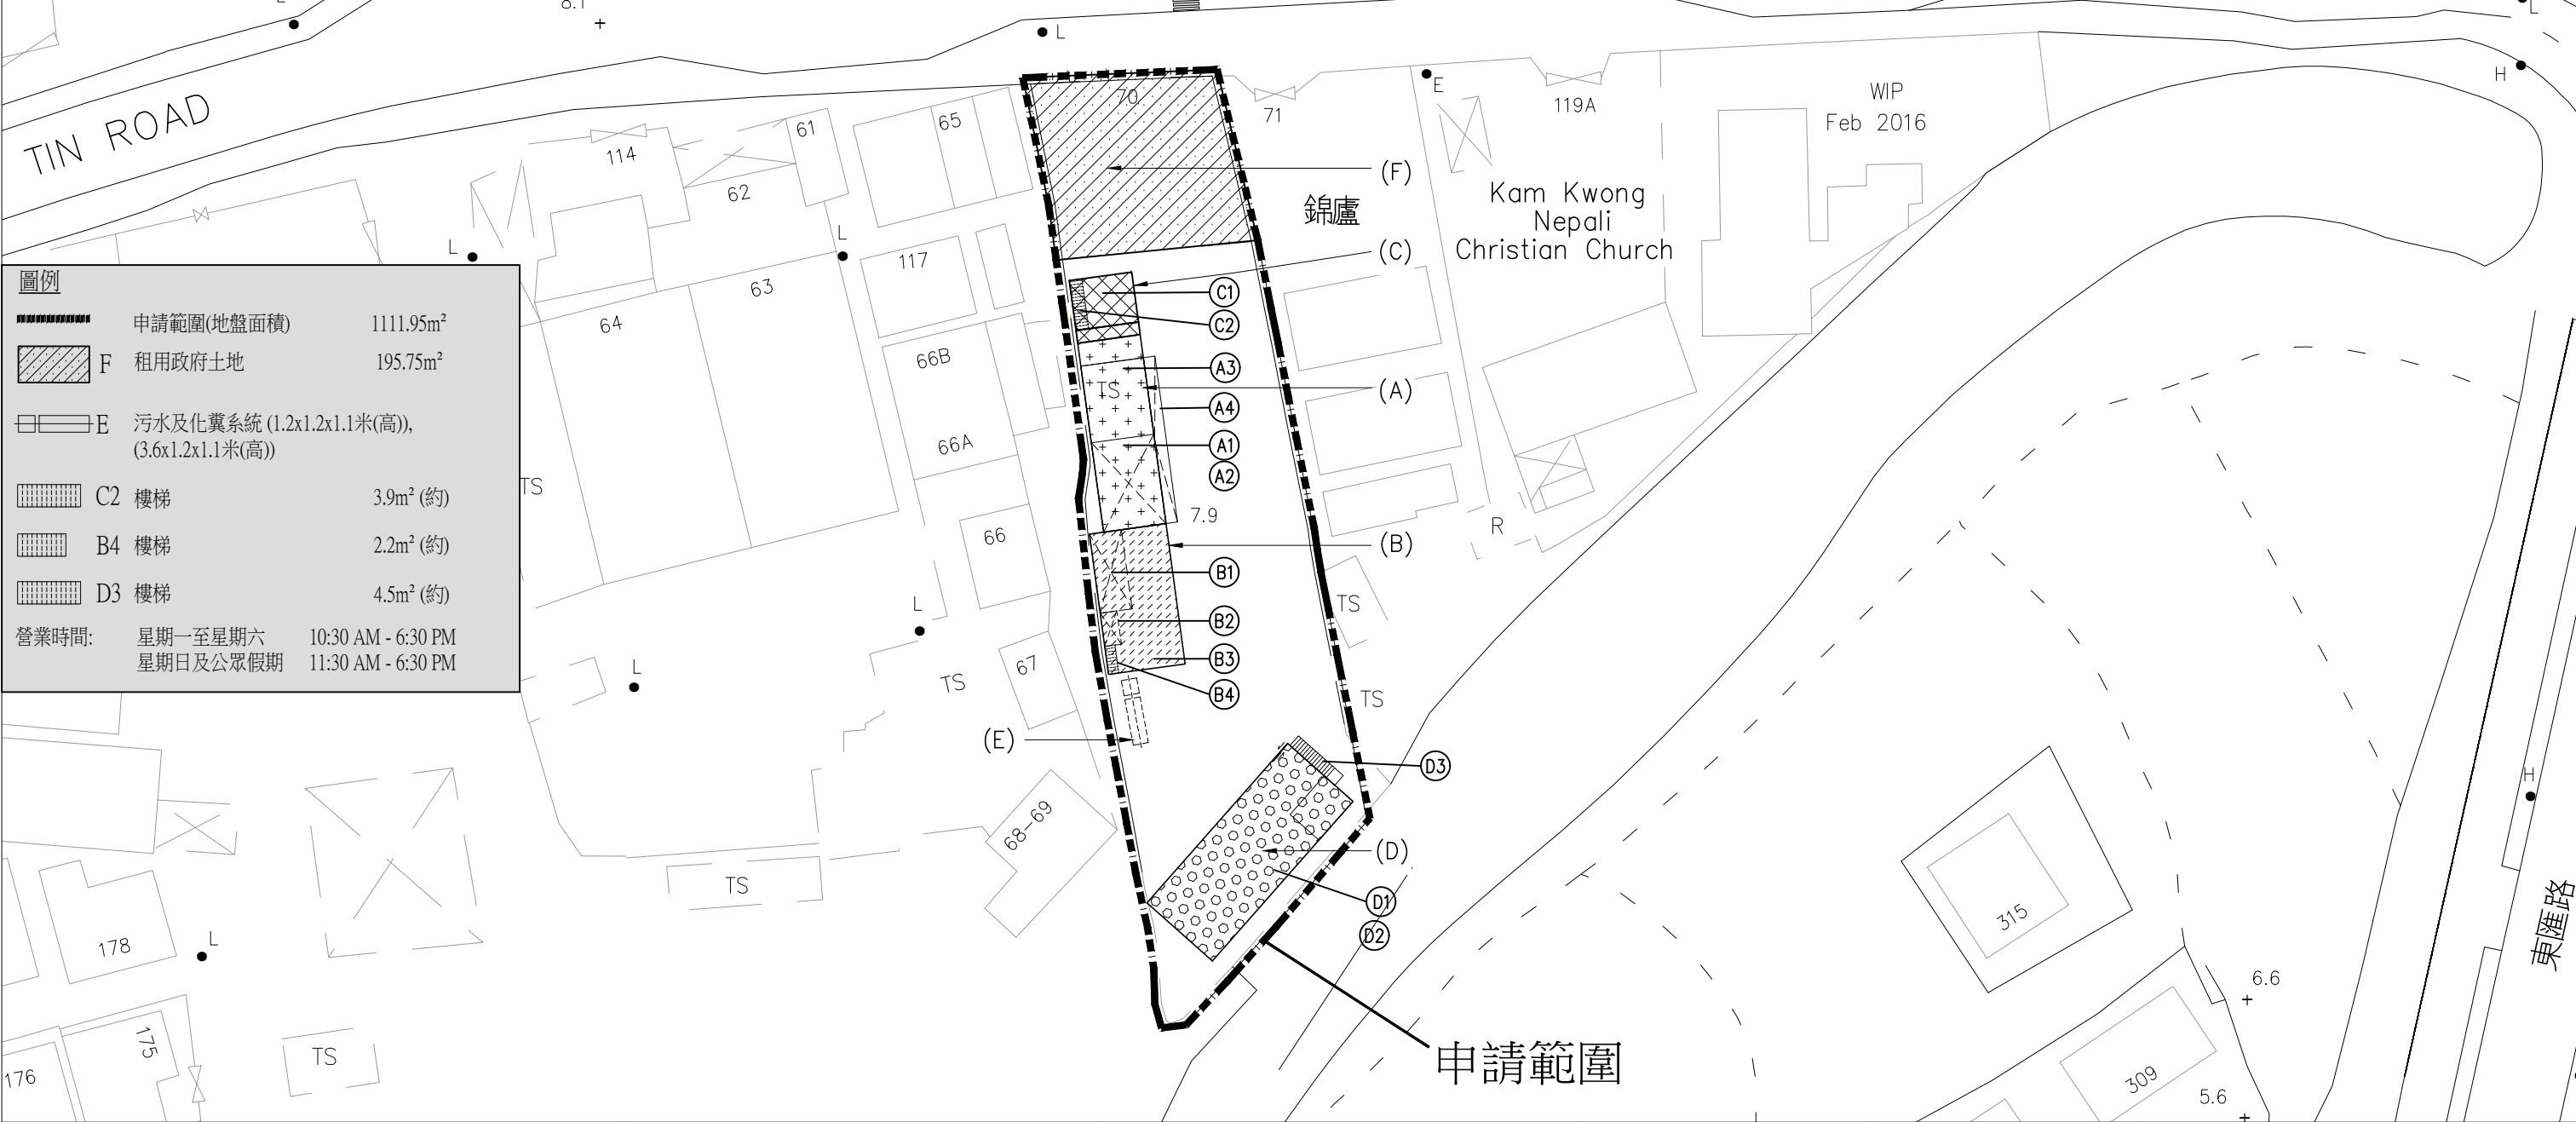 8.1
L
L
TIN ROAD
114
61
65
70
71
E
119A
WIP
Feb 2016
H
L
62
(F)
錦廬
Kam Kwong
Nepali
Christian Church
L
L
63
64
117
(C)
C1
C2
66B
66A
A3
TS
(A)
A4
A1
A2
7.9
R
66
(B)
B1
TS
B2
B3
B4
TS
TS
L
67
TS
L
(E)
D3
68-69
(D)
D1
D2
TS
178
L
175
176
TS
申請範圍
315
H
東匯路
6.6
309
5.6
圖例
申請範圍(地盤面積) 1111.95m²
F 租用政府土地 195.75m²
E 污水及化糞系統 (1.2x1.2x1.1米(高)),
(3.6x1.2x1.1米(高))
C2 樓梯 3.9m² (約)
B4 樓梯 2.2m² (約)
D3 樓梯 4.5m² (約)
營業時間: 星期一至星期六 10:30 AM - 6:30 PM
星期日及公眾假期 11:30 AM - 6:30 PM